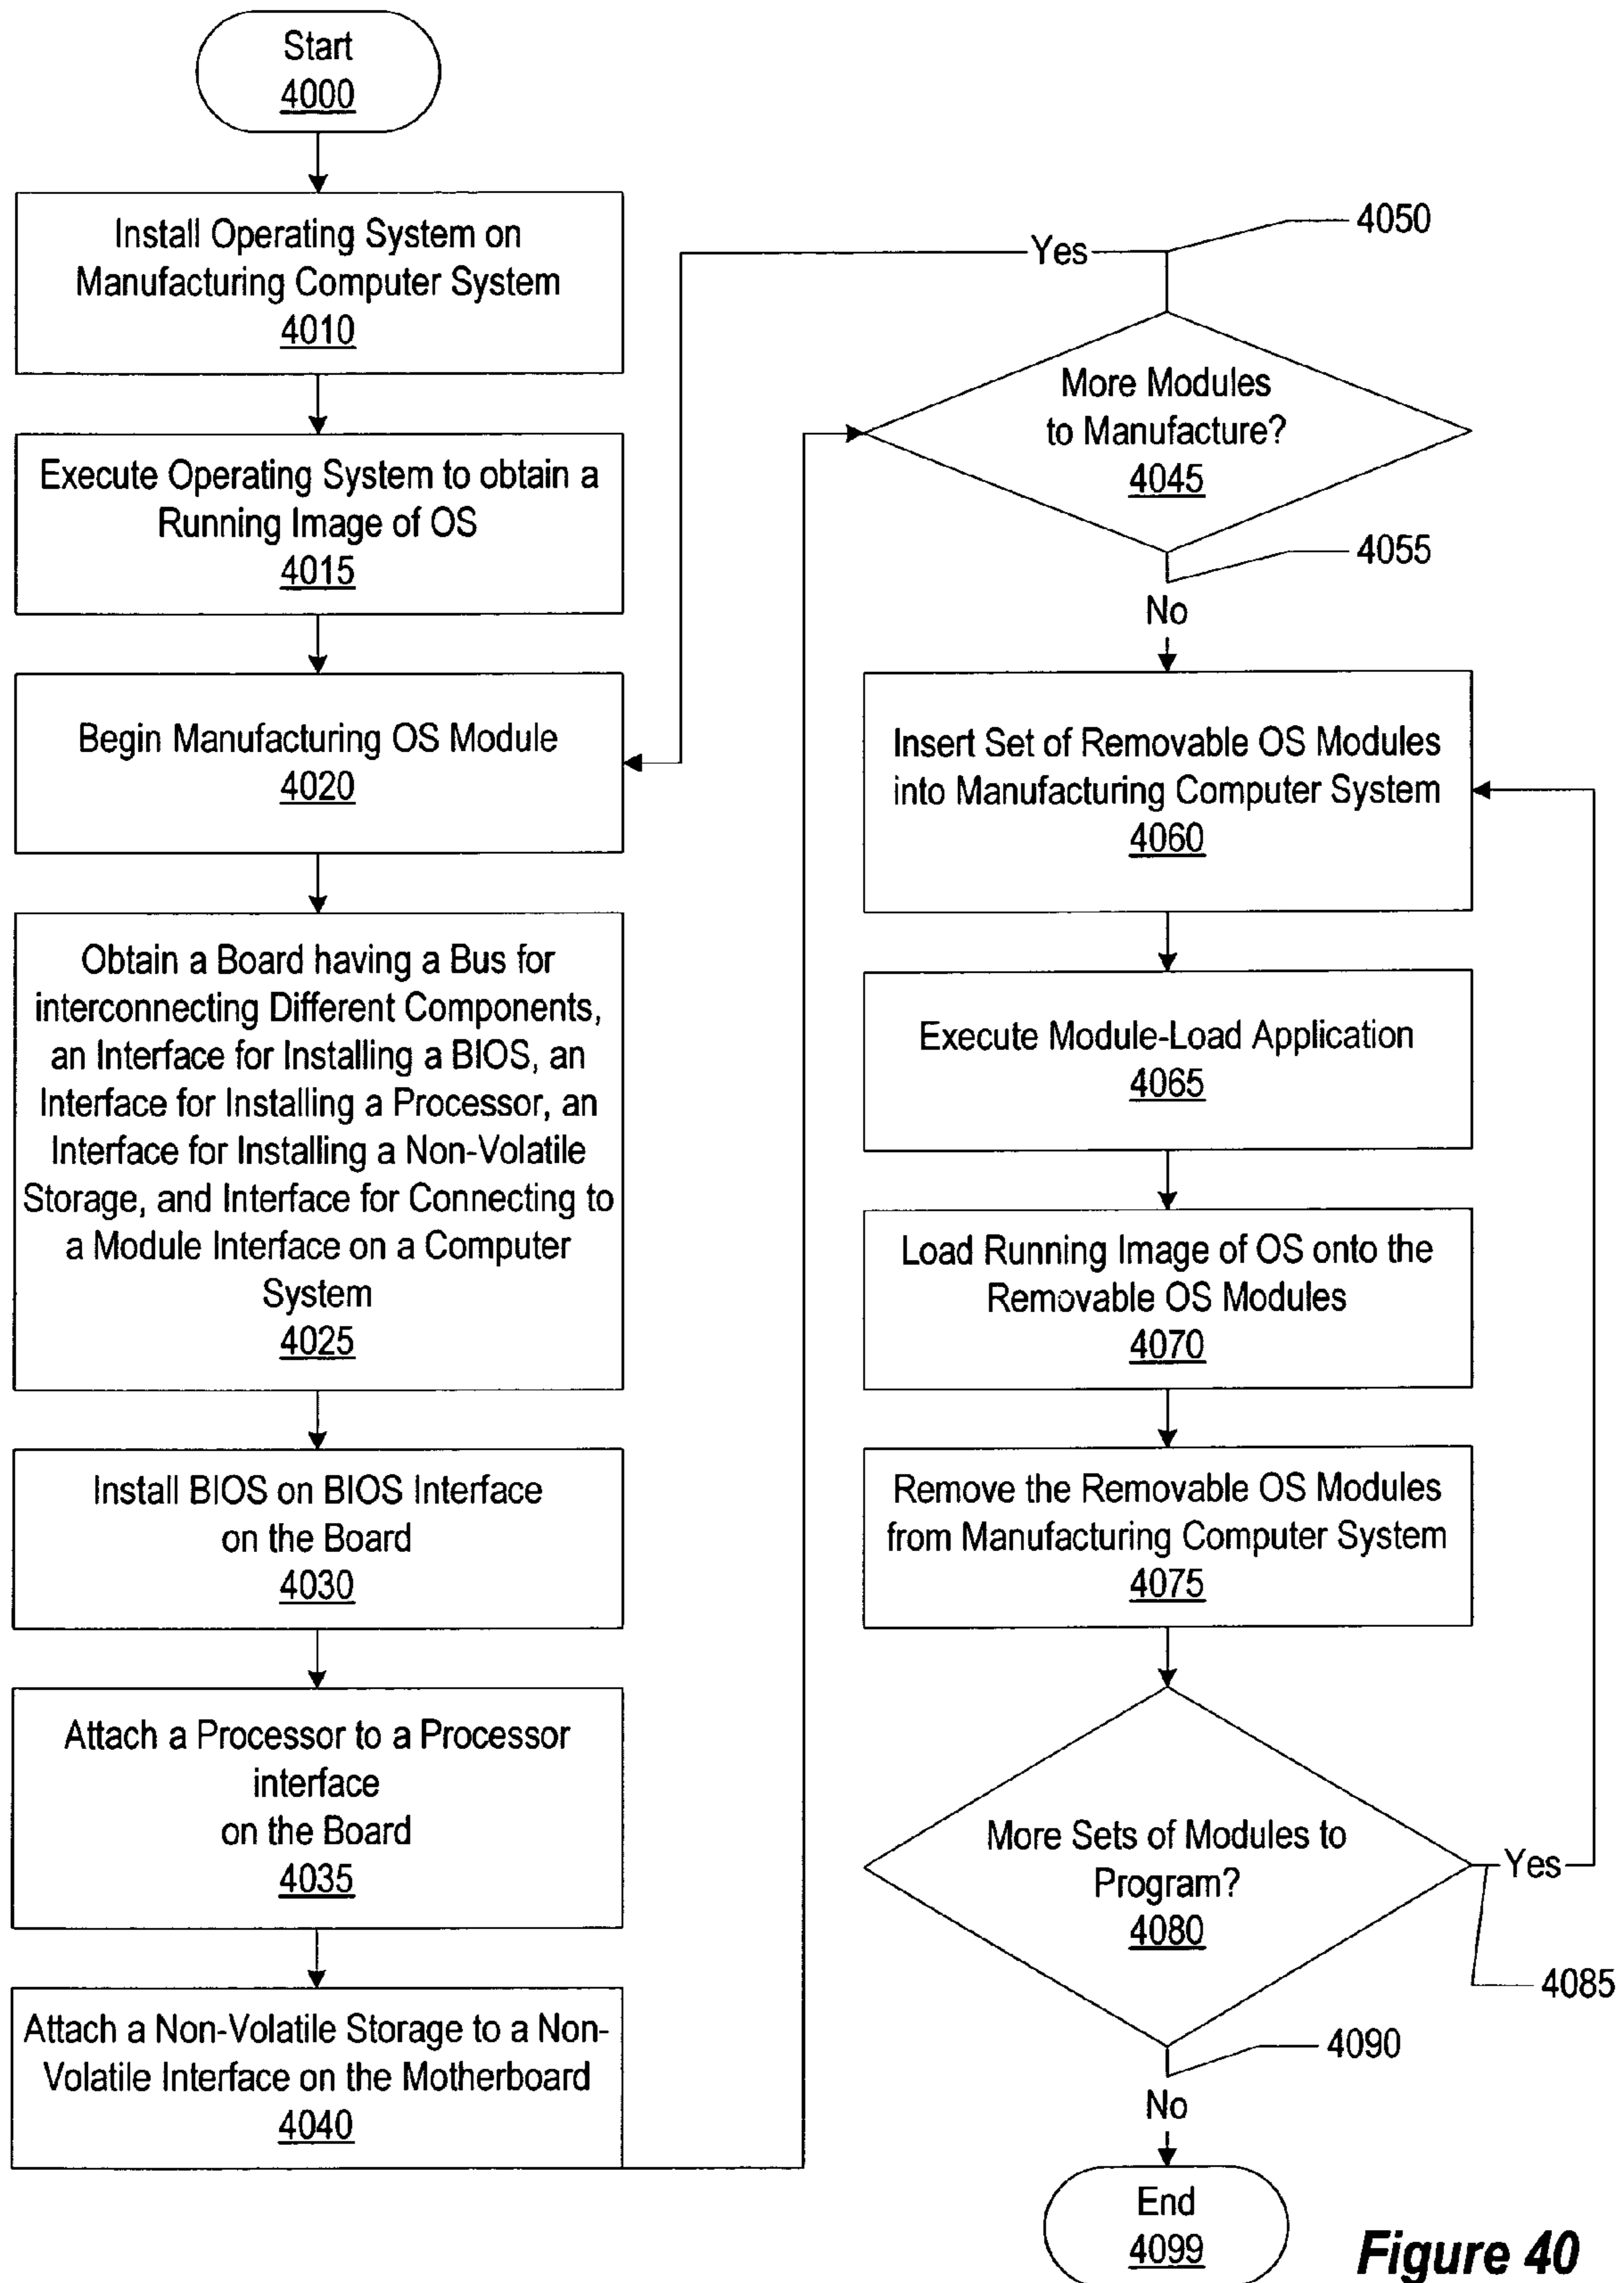 Start
4000
Install Operating System on
Manufacturing Computer System
4010
Execute Operating System to obtain a
Running Image of OS
4015
Begin Manufacturing OS Module
4020
Obtain a Board having a Bus for
interconnecting Different Components,
an Interface for Installing a BIOS, an
Interface for Installing a Processor, an
Interface for Installing a Non-Volatile
Storage, and Interface for Connecting to
a Module Interface on a Computer
System
4025
Install BIOS on BIOS Interface
on the Board
4030
Attach a Processor to a Processor
interface
on the Board
4035
Attach a Non-Volatile Storage to a Non-
Volatile Interface on the Motherboard
4040
4050
Yes
More Modules
to Manufacture?
4045
4055
No
Insert Set of Removable OS Modules
into Manufacturing Computer System
4060
Execute Module-Load Application
4065
Load Running Image of OS onto the
Removable OS Modules
4070
Remove the Removable OS Modules
from Manufacturing Computer System
4075
More Sets of Modules to
Program?
4080
Yes
4085
4090
No
End
4099
Figure 40